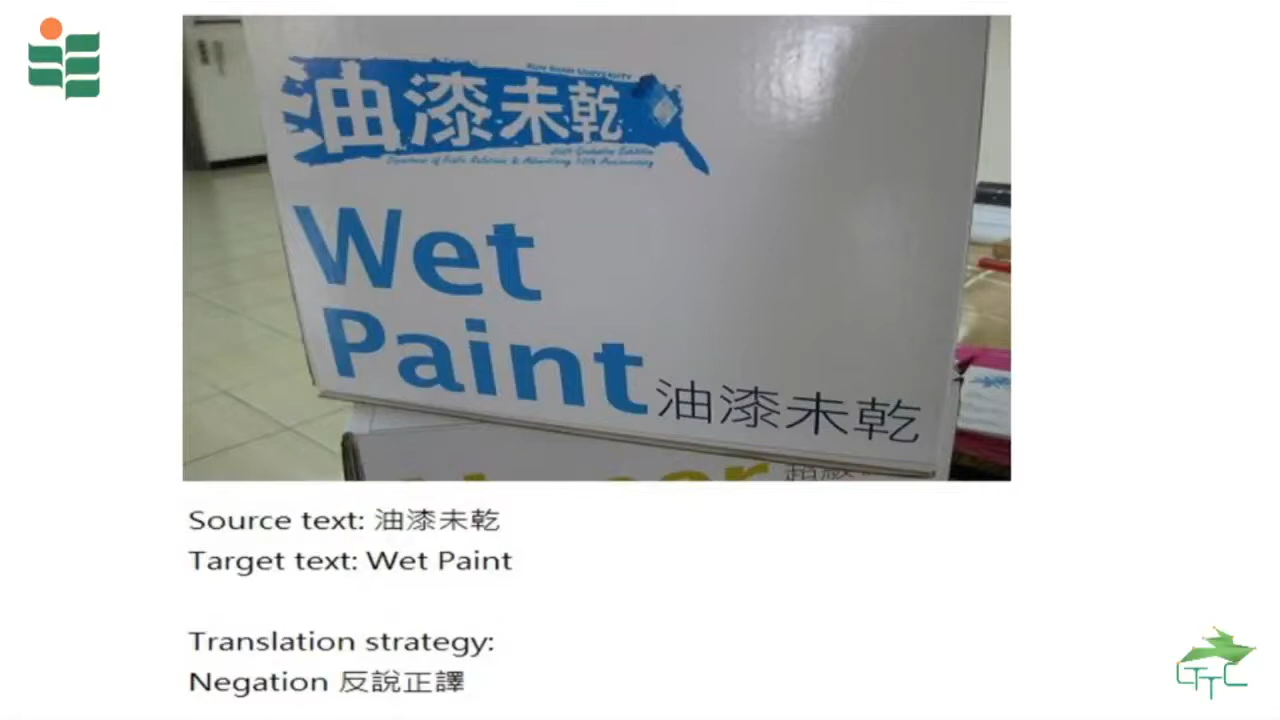 油漆未乾
Wet
Paint 油漆未乾
Source text: 油漆未乾
Target text: Wet Paint
Translation strategy:
Negation 反說正譯
CTTC